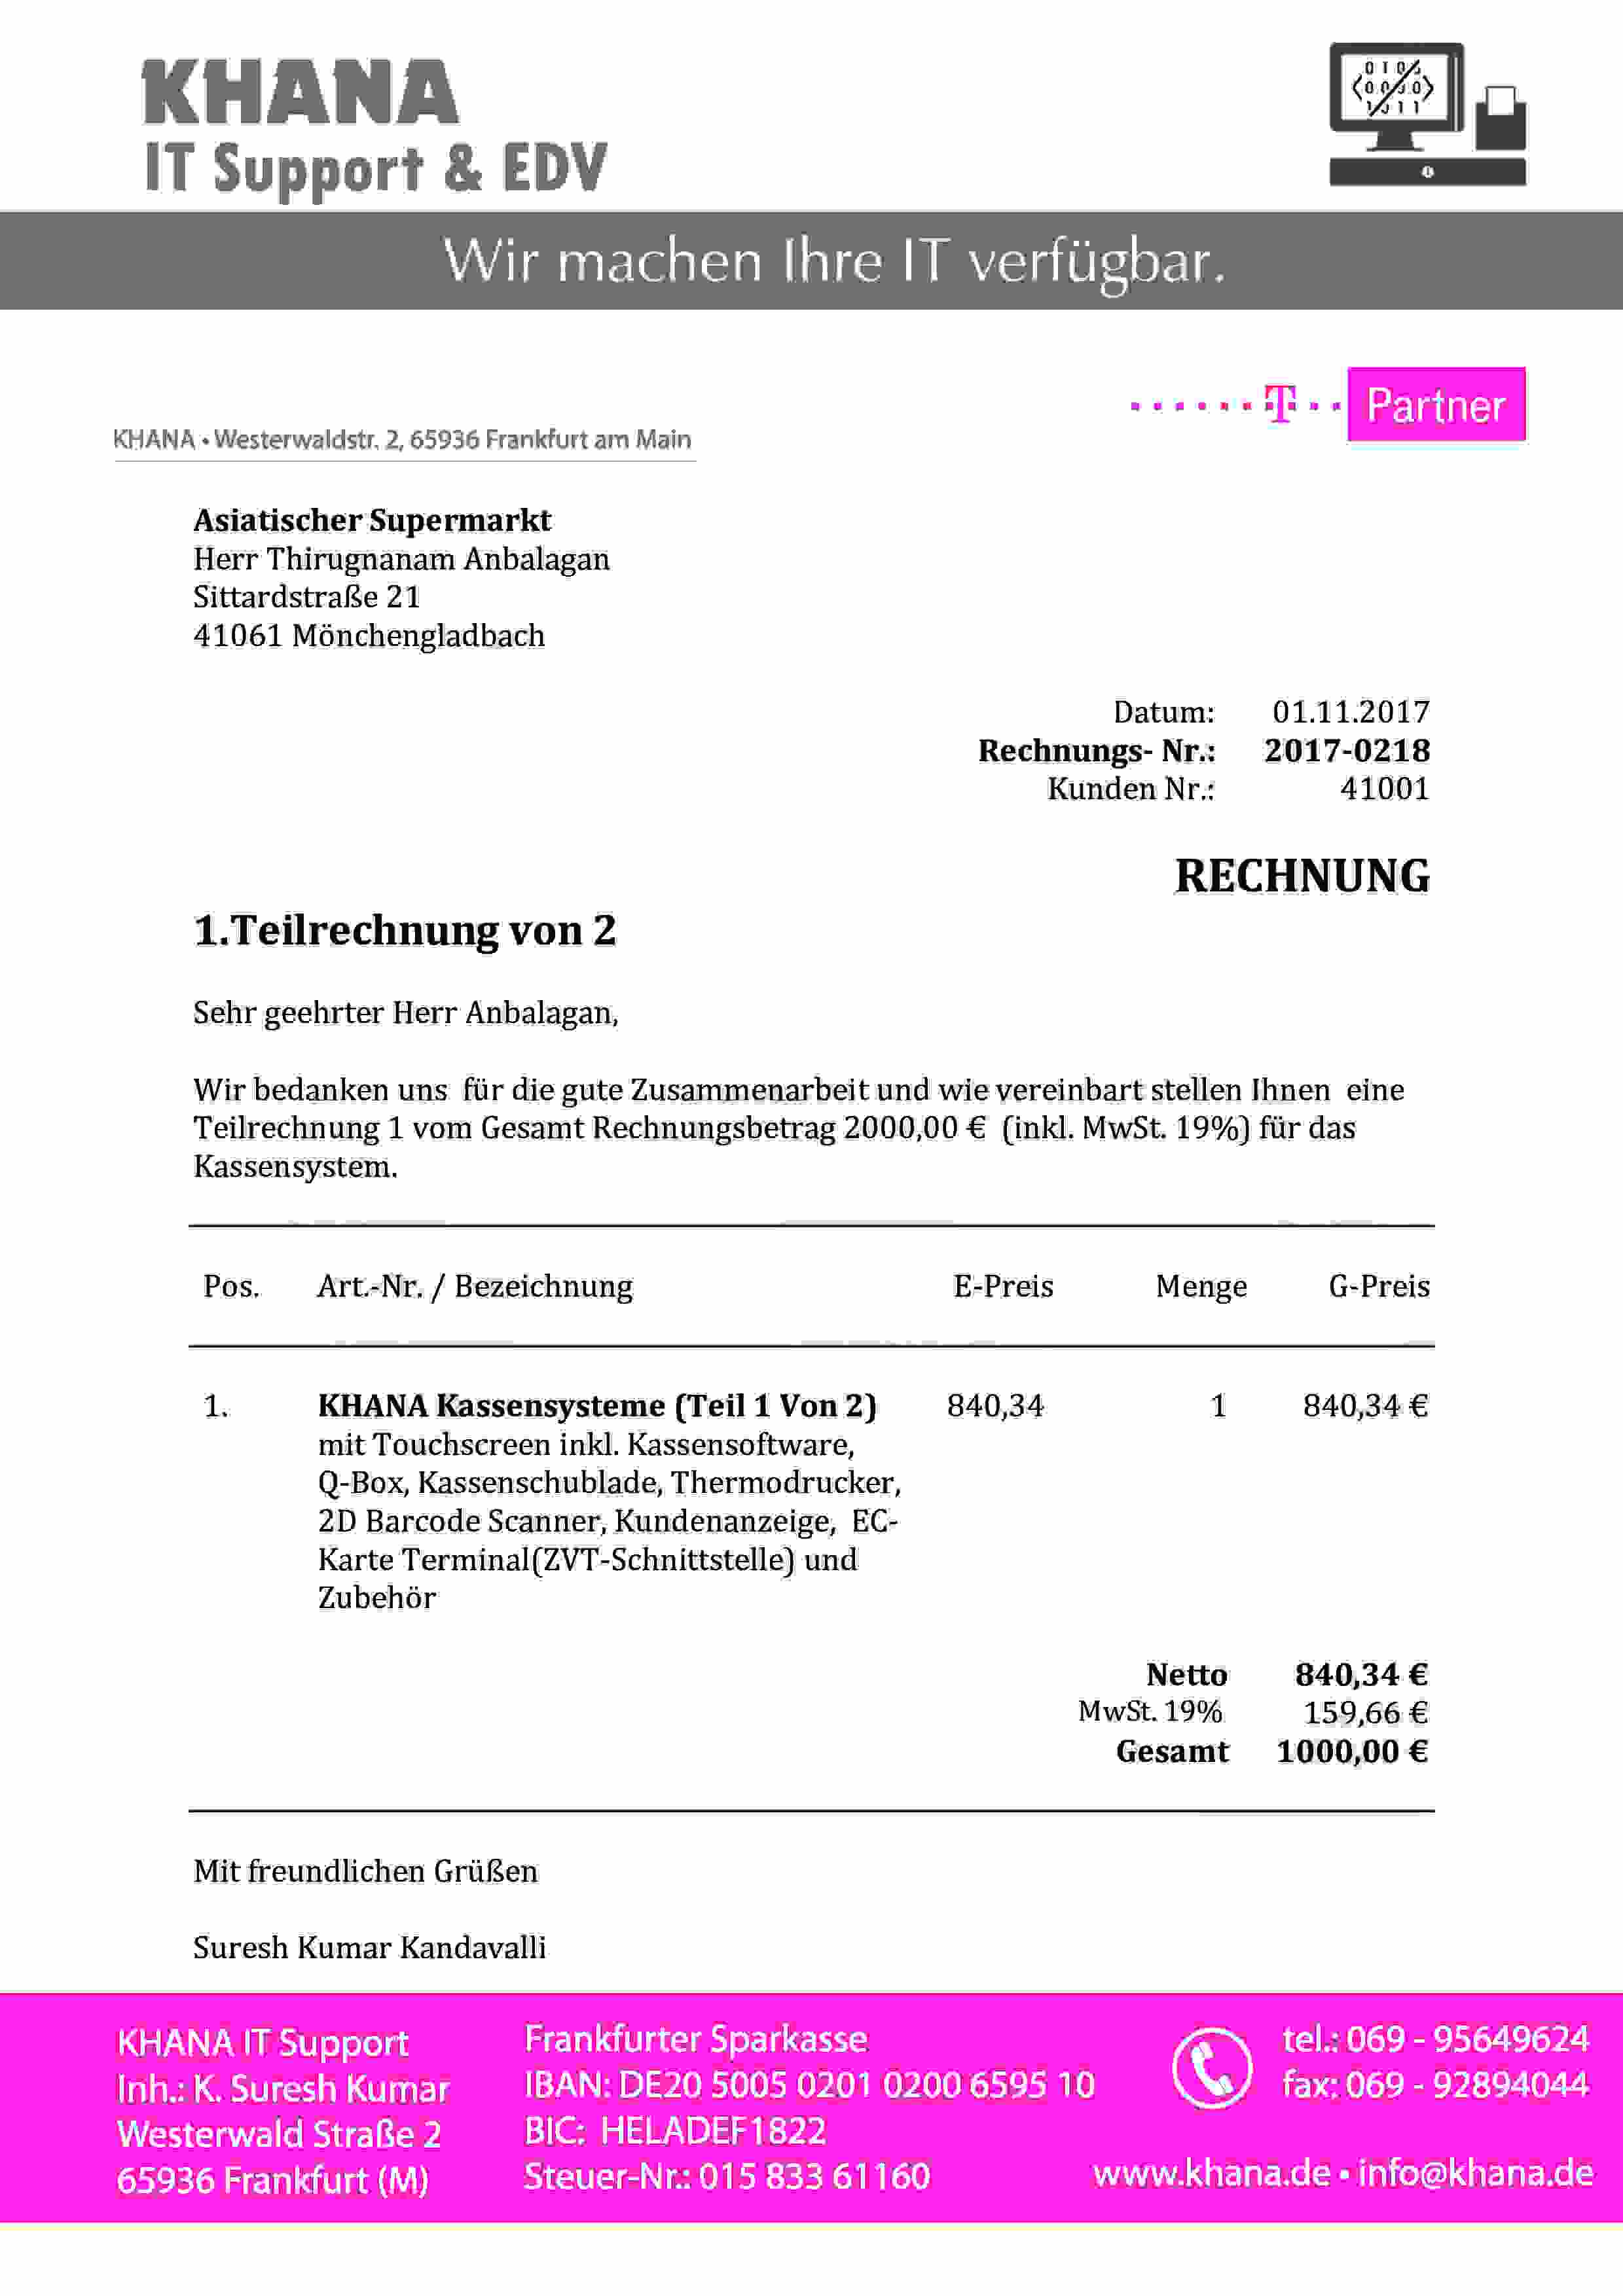 KHANA
IT Support & EDV
Wir machen Ihre IT verfügbar.
T Partner
KHANA • Westerwaldstr. 2, 65936 Frankfurt am Main
Asiatischer Supermarkt
Herr Thirugnanam Anbalagan
Sittardstraße 21
41061 Mönchengladbach
Datum: 01.11.2017
Rechnungs- Nr.: 2017-0218
Kunden Nr.: 41001
RECHNUNG
1.Teilrechnung von 2
Sehr geehrter Herr Anbalagan,
Wir bedanken uns für die gute Zusammenarbeit und wie vereinbart stellen Ihnen eine
Teilrechnung 1 vom Gesamt Rechnungsbetrag 2000,00 € (inkl. MwSt. 19%) für das
Kassensystem.
Pos. Art.-Nr. / Bezeichnung E-Preis Menge G-Preis
1. KHANA Kassensysteme (Teil 1 Von 2) 840,34 1 840,34 €
mit Touchscreen inkl. Kassensoftware,
Q-Box, Kassenschublade, Thermodrucker,
2D Barcode Scanner, Kundenanzeige, EC-
Karte Terminal(ZVT-Schnittstelle) und
Zubehör
Netto 840,34 €
MwSt. 19% 159,66 €
Gesamt 1000,00 €
Mit freundlichen Grüßen
Suresh Kumar Kandavalli
KHANA IT Support
Inh.: K. Suresh Kumar
Westerwald Straße 2
65936 Frankfurt (M)
Frankfurter Sparkasse
IBAN: DE20 5005 0201 0200 6595 10
BIC: HELADEF1822
Steuer-Nr.: 015 833 61160
tel.: 069 - 95649624
fax: 069 - 92894044
www.khana.de • info@khana.de